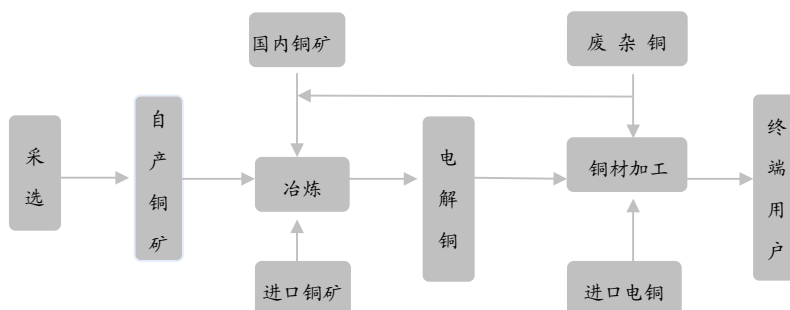 国内铜矿
废 杂 铜
采选
自产铜矿
冶炼
电解铜
铜材加工
终端用户
进口铜矿
进口电铜